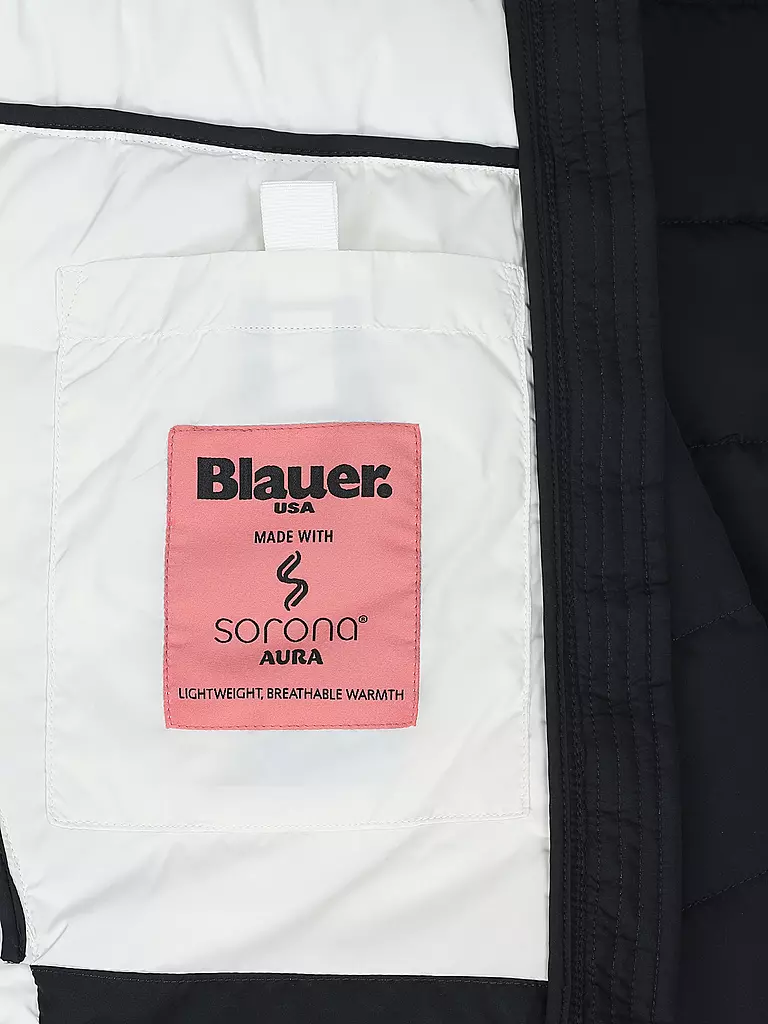 Blauer.
USA
MADE WITH
sorona®
AURA
LIGHTWEIGHT, BREATHABLE WARMTH